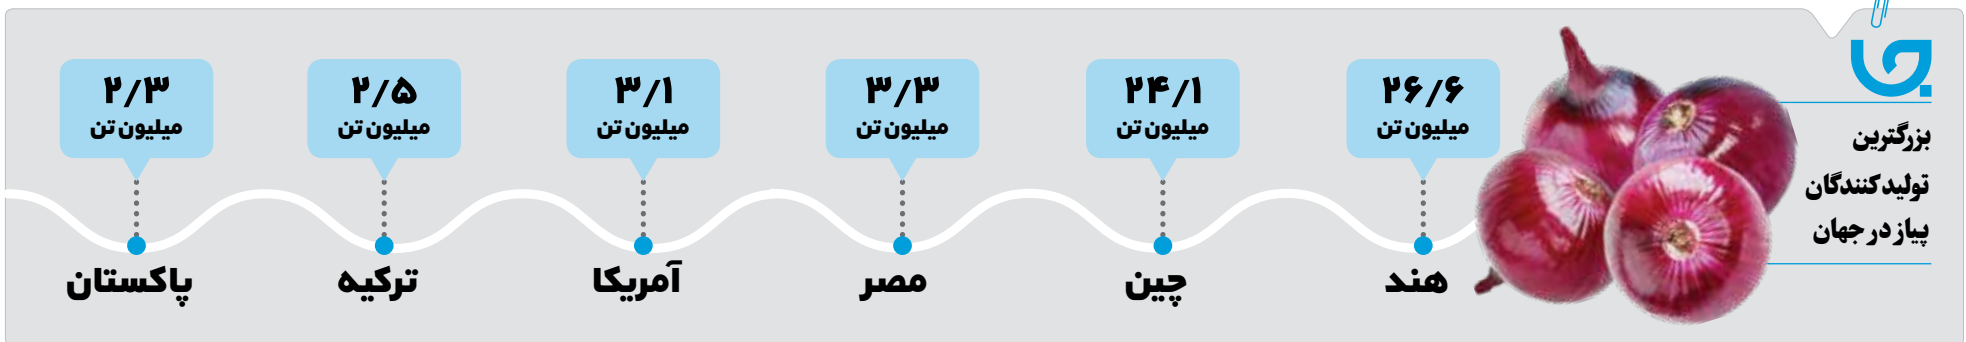 بزرگترین
تولیدکنندگان
پیاز در جهان
۲۶/۶
میلیون تن
هند
۲۴/۱
میلیون تن
چین
۳/۳
میلیون تن
مصر
۳/۱
میلیون تن
آمریکا
۲/۵
میلیون تن
ترکیه
۲/۳
میلیون تن
پاکستان